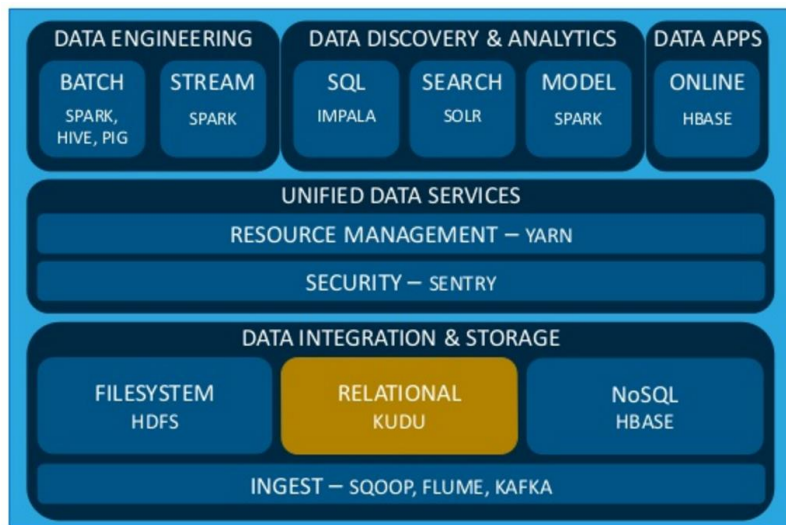 DATA ENGINEERING
BATCH
SPARK,
HIVE, PIG
STREAM
SPARK
DATA DISCOVERY & ANALYTICS
SQL
IMPALA
SEARCH
SOLR
MODEL
SPARK
DATA APPS
ONLINE
HBASE
UNIFIED DATA SERVICES
RESOURCE MANAGEMENT – YARN
SECURITY – SENTRY
DATA INTEGRATION & STORAGE
FILESYSTEM
HDFS
RELATIONAL
KUDU
NoSQL
HBASE
INGEST – SQOOP, FLUME, KAFKA